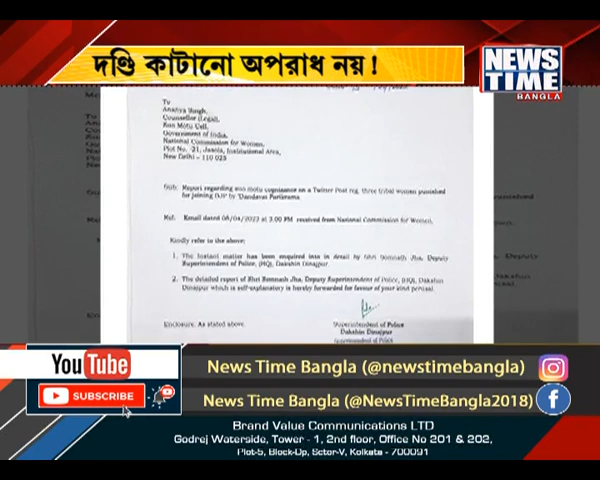 দণ্ডি কাটানো অপরাধ নয়!
NEWS
TIME
BANGLA
To
Ananya Singh,
Counsellor (Legal),
Suo Motu Cell,
Government of India,
National Commission for Women,
Plot No. 21, Jasola, Institutional Area,
New Delhi - 110 025
Sub: Report regarding suo motu cognizance on a Twitter Post reg. three tribal women punished
for joining BJP by 'Dandavat Parikrama
Ref. Email dated 08/04/2023 at 3.00 PM received from National Commission for Women,
Kindly refer to the above;
1. The instant matter has been enquired into in detail by Shri Somnath Jha, Deputy
Superintendent of Police, (HQ), Dakshin Dinajpur.
2. The detailed report of Shri Somnath Jha, Deputy Superintendent of Police, (HQ), Dakshin
Dinajpur which is self-explanatory is hereby forwarded for favour of your kind perusal.
Enclosure. As stated above.
Superintendent of Police
Dakshin Dinajpur
Superintendent of Police
YouTube
SUBSCRIBE
News Time Bangla (@newstimebangla)
News Time Bangla (@NewsTimeBangla2018)
Brand Value Communications LTD
Godrej Waterside, Tower - 1, 2nd floor, Office No 201 & 202,
Plot-5, Block-Dp, Sctor-V, Kolkata - 700091